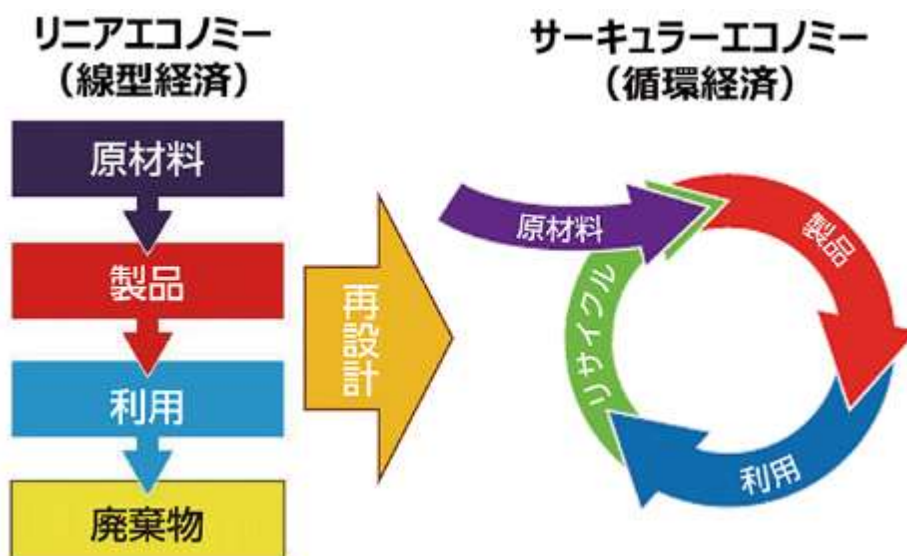 リニアエコノミー
（線型経済）
原材料
製品
利用
廃棄物
再設計
サーキュラーエコノミー
（循環経済）
原材料
製品
利用
リサイクル